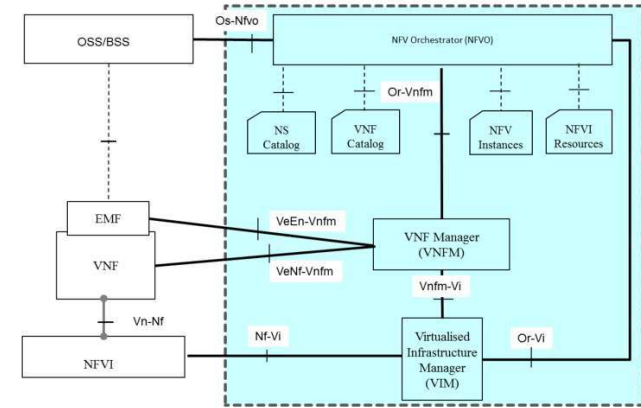 Os-Nfvo
OSS/BSS
NFV Orchestrator (NFVO)
Or-Vnfm
NS
Catalog
VNF
Catalog
NFV
Instances
NFVI
Resources
EMF
VeEn-Vnfm
VNF Manager
(VNFM)
VNF
VeNf-Vnfm
Vnfm-Vi
Vn-Nf
Nf-Vi
Virtualised
Infrastructure
Manager
(VIM)
Or-Vi
NFVI